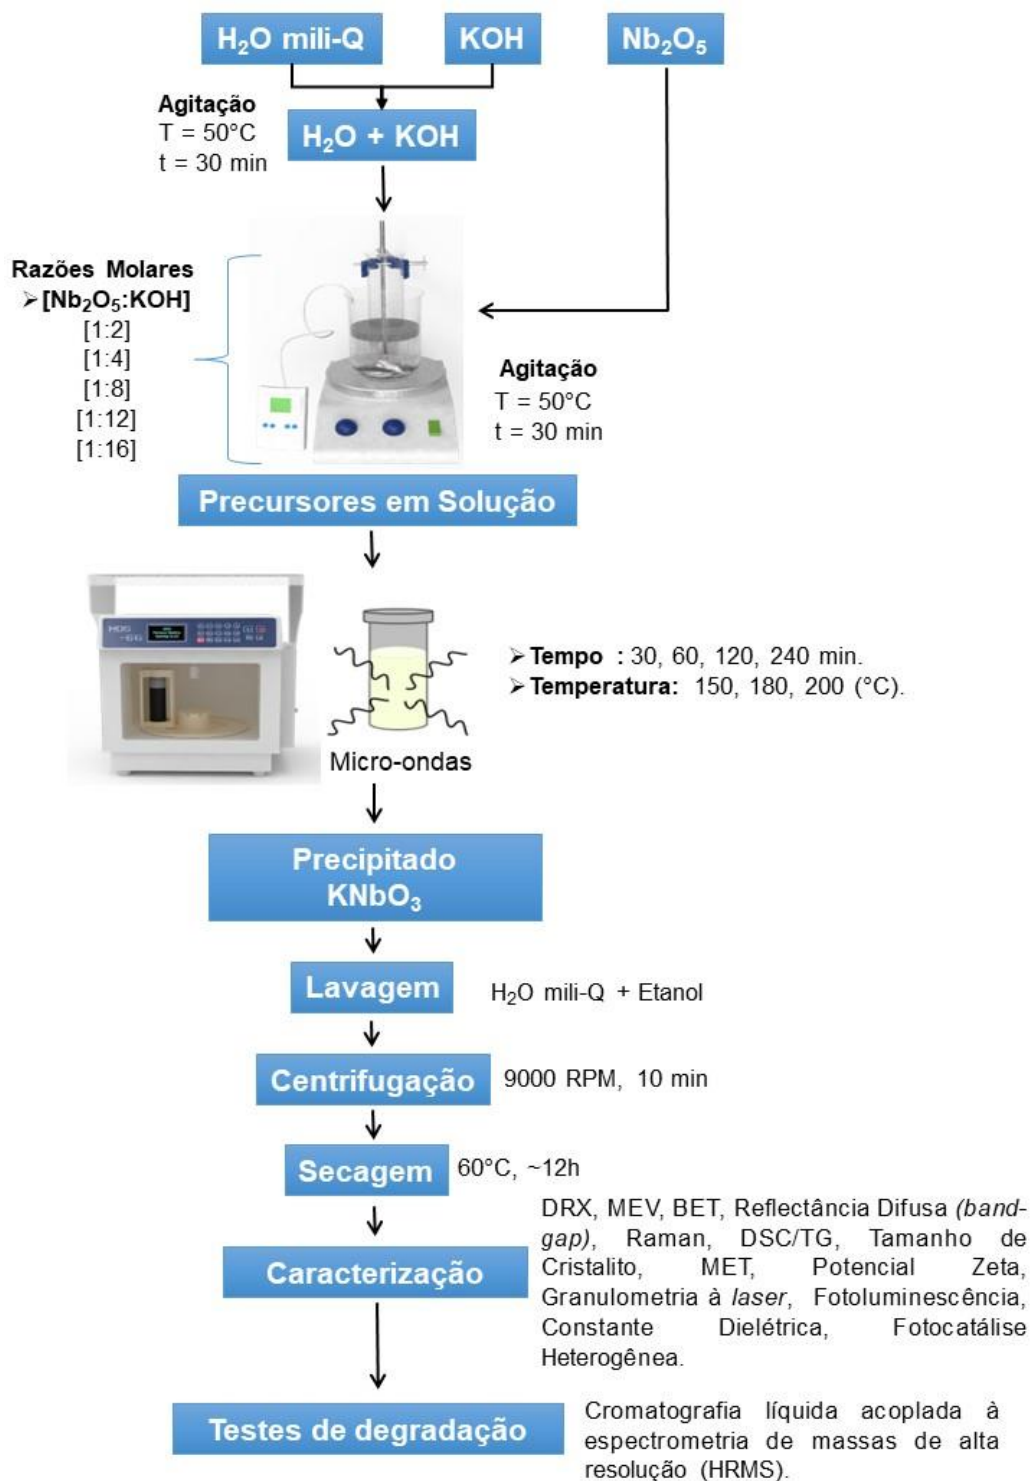 H₂O mili-Q
KOH
Nb₂O₅
Agitação
T = 50°C
t = 30 min
H₂O + KOH
Razões Molares
➢[Nb₂O₅:KOH]
[1:2]
[1:4]
[1:8]
[1:12]
[1:16]
Agitação
T = 50°C
t = 30 min
Precursores em Solução
➢Tempo : 30, 60, 120, 240 min.
➢Temperatura: 150, 180, 200 (°C).
Micro-ondas
Precipitado
KNbO₃
Lavagem
H₂O mili-Q + Etanol
Centrifugação
9000 RPM, 10 min
Secagem
60°C, ~12h
Caracterização
DRX, MEV, BET, Reflectância Difusa (band-
gap), Raman, DSC/TG, Tamanho de
Cristalito, MET, Potencial Zeta,
Granulometria à laser, Fotoluminescência,
Constante Dielétrica, Fotocatálise
Heterogênea.
Testes de degradação
Cromatografia líquida acoplada à
espectrometria de massas de alta
resolução (HRMS).